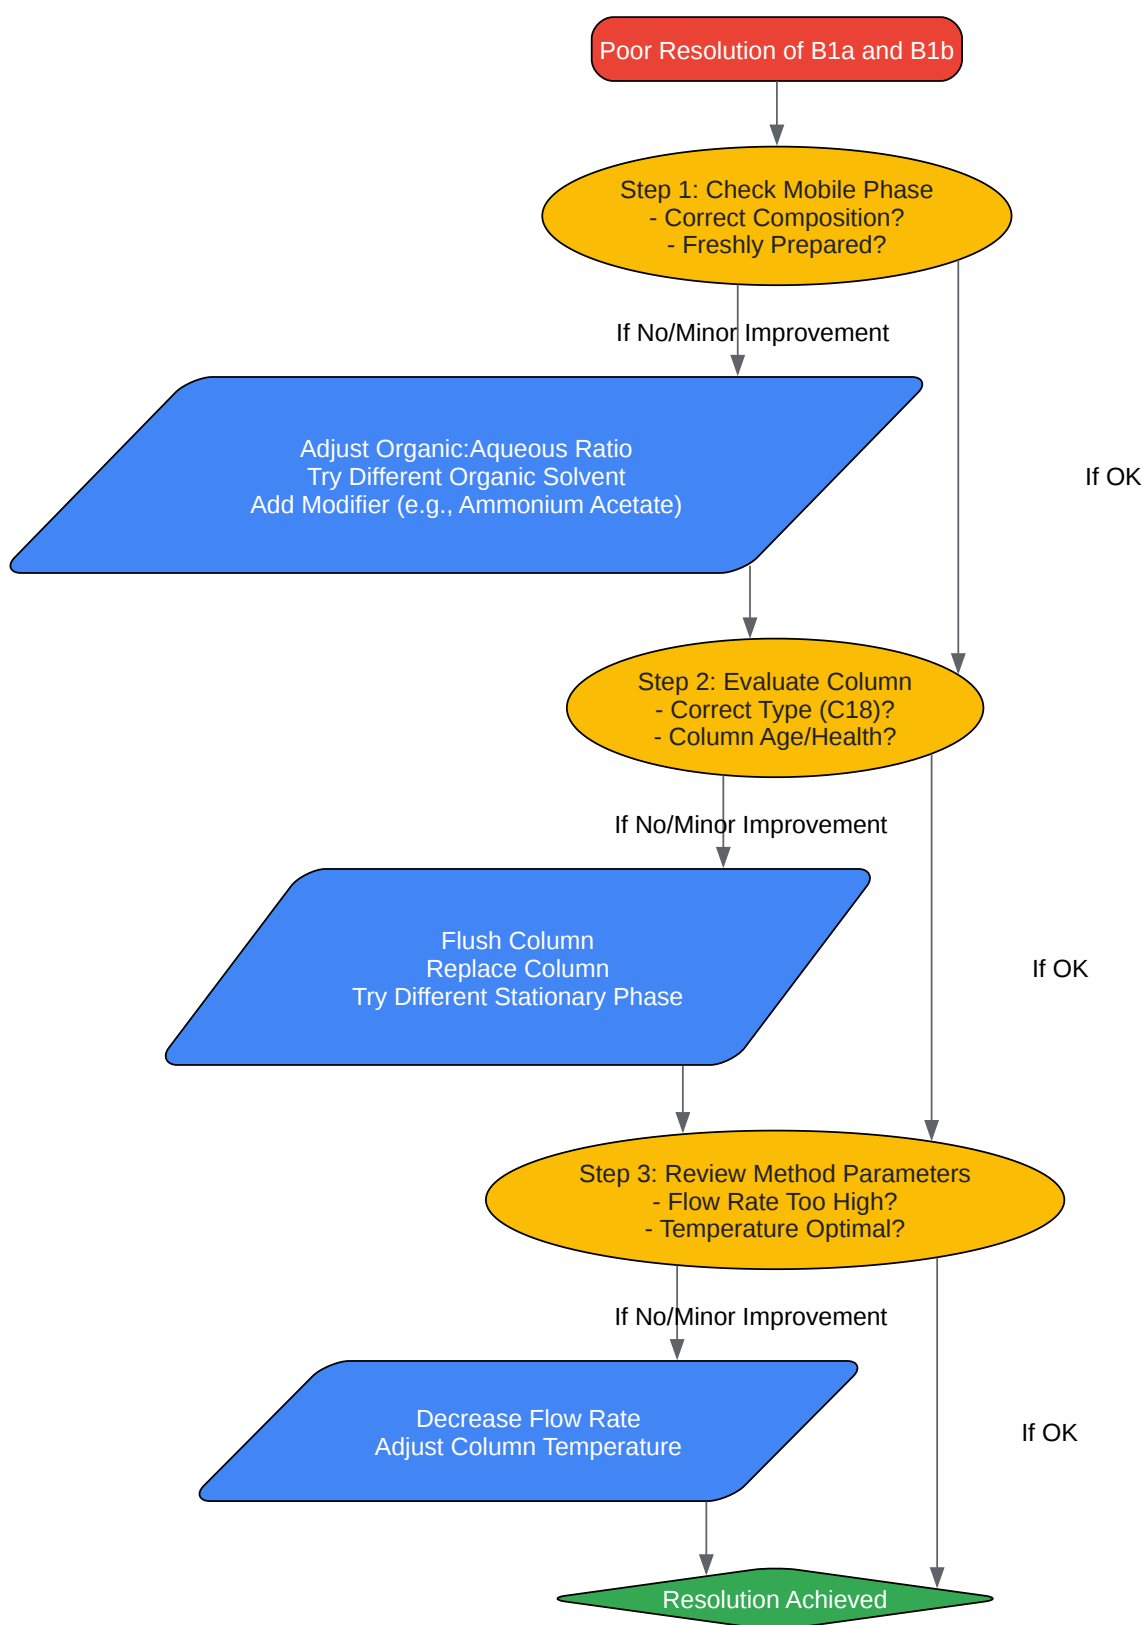 Poor Resolution of B1a and B1b
Step 1: Check Mobile Phase
- Correct Composition?
- Freshly Prepared?
If No/Minor Improvement
Adjust Organic:Aqueous Ratio
Try Different Organic Solvent
Add Modifier (e.g., Ammonium Acetate)
If OK
Step 2: Evaluate Column
- Correct Type (C18)?
- Column Age/Health?
If No/Minor Improvement
Flush Column
Replace Column
Try Different Stationary Phase
If OK
Step 3: Review Method Parameters
- Flow Rate Too High?
- Temperature Optimal?
If No/Minor Improvement
Decrease Flow Rate
Adjust Column Temperature
If OK
Resolution Achieved